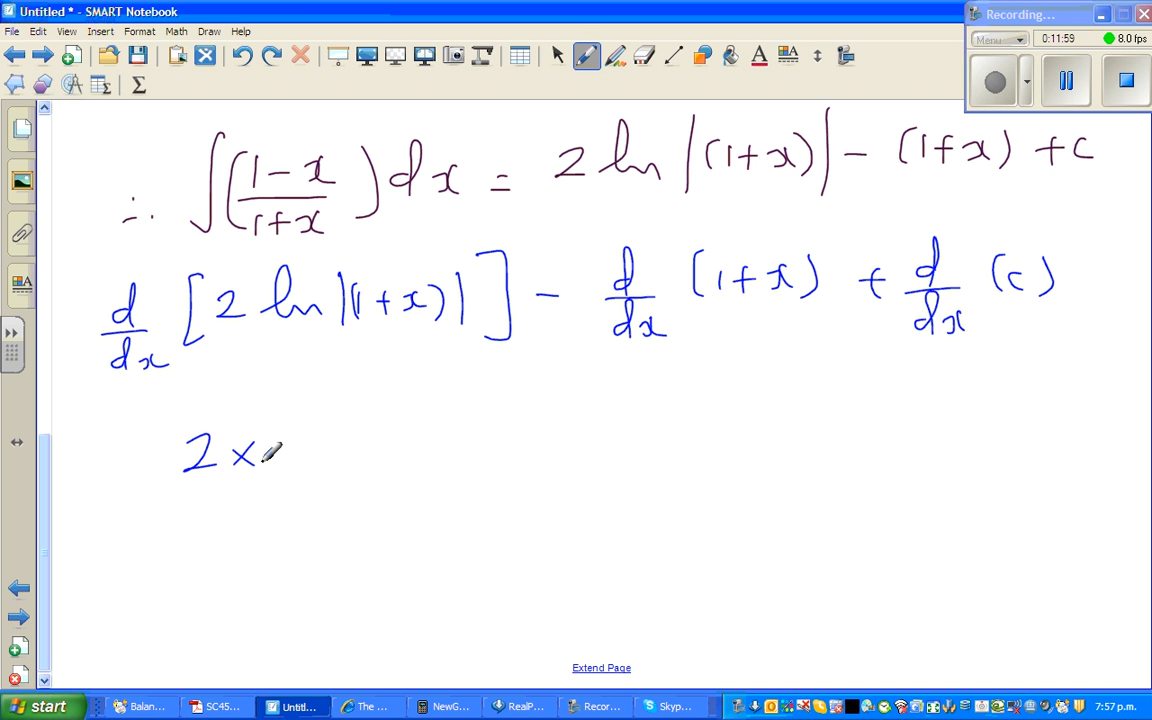 Untitled * - SMART Notebook
Recording...
File Edit View Insert Format Math Draw Help
Menu 0:11:59 8.0 fps
∴ ∫(1-x/1+x)dx = 2 ln |(1+x)| - (1+x) + c
d/dx [2 ln |(1+x)|] - d/dx (1+x) + d/dx (c)
2 ×
Extend Page
start Balan... SC45... Untitl... The ... NewG... RealP... Recor... Skyp... 7:57 p.m.